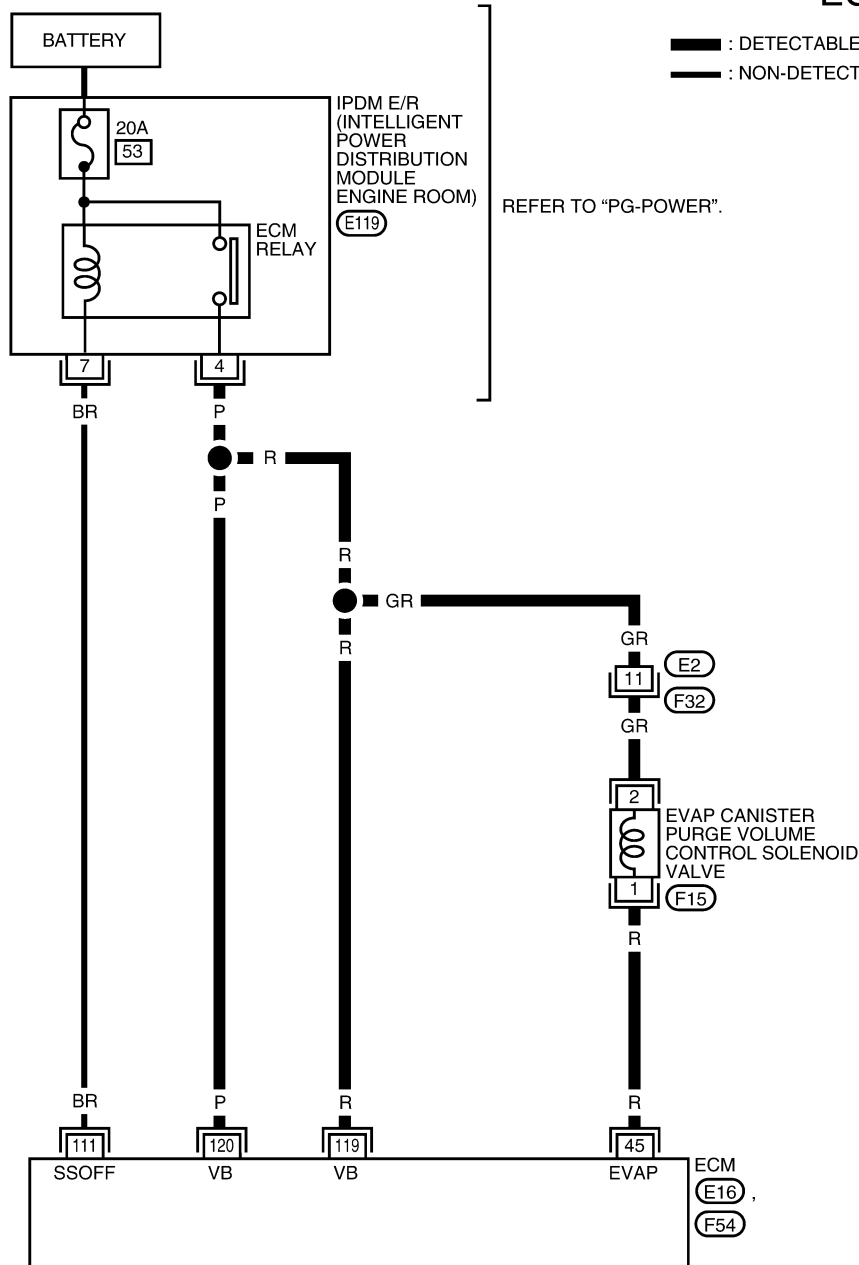 BATTERY
: DETECTABLE
: NON-DETECT
20A
53
IPDM E/R
(INTELLIGENT
POWER
DISTRIBUTION
MODULE
ENGINE ROOM)
E119
ECM
RELAY
REFER TO “PG-POWER”.
7
4
BR
P
R
P
R
GR
R
GR
11
E2
F32
GR
2
EVAP CANISTER
PURGE VOLUME
CONTROL SOLENOID
VALVE
1
F15
R
BR
P
R
R
111
120
119
45
SSOFF
VB
VB
EVAP
ECM
E16 ,
F54